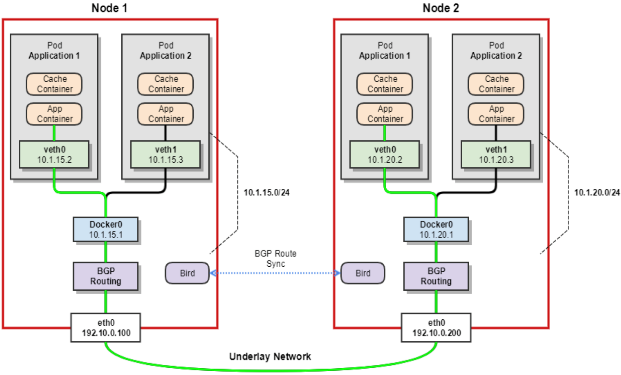 Node 1
Node 2
Pod
Application 1
Cache
Container
App
Container
veth0
10.1.15.2
Pod
Application 2
Cache
Container
App
Container
veth1
10.1.15.3
10.1.15.0/24
Docker0
10.1.15.1
BGP
Routing
Bird
eth0
192.10.0.100
BGP Route
Sync
Pod
Application 1
Cache
Container
App
Container
veth0
10.1.20.2
Pod
Application 2
Cache
Container
App
Container
veth1
10.1.20.3
10.1.20.0/24
Docker0
10.1.20.1
Bird
BGP
Routing
eth0
192.10.0.200
Underlay Network